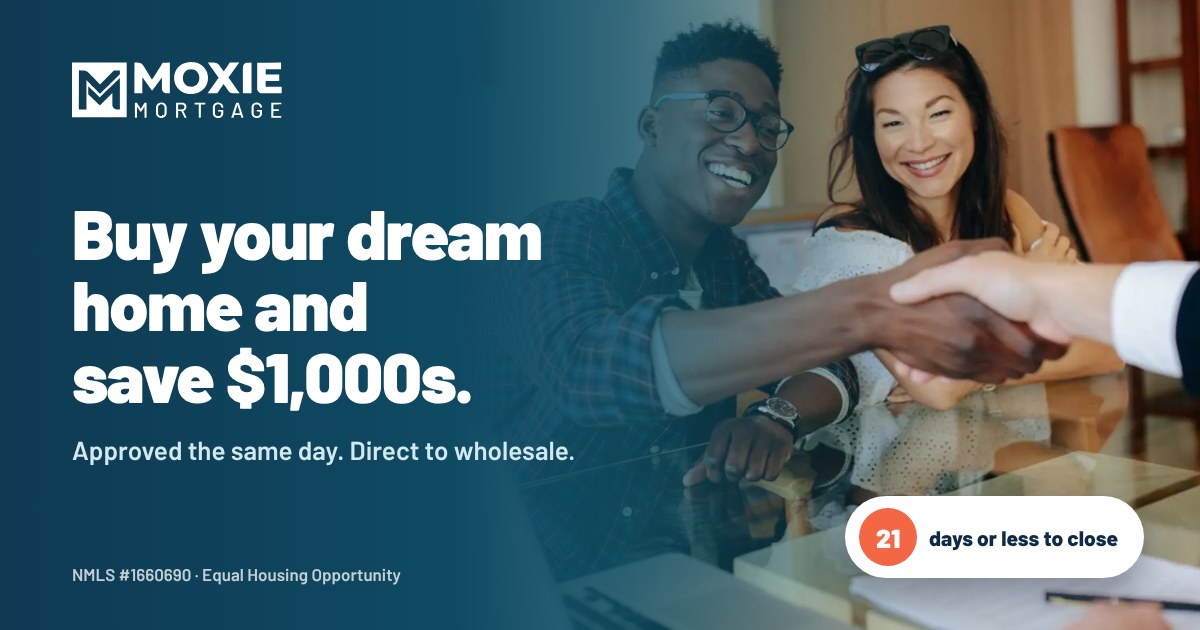 MOXIE
MORTGAGE
Buy your dream
home and
save $1,000s.
Approved the same day. Direct to wholesale.
21 days or less to close
NMLS #1660690 · Equal Housing Opportunity